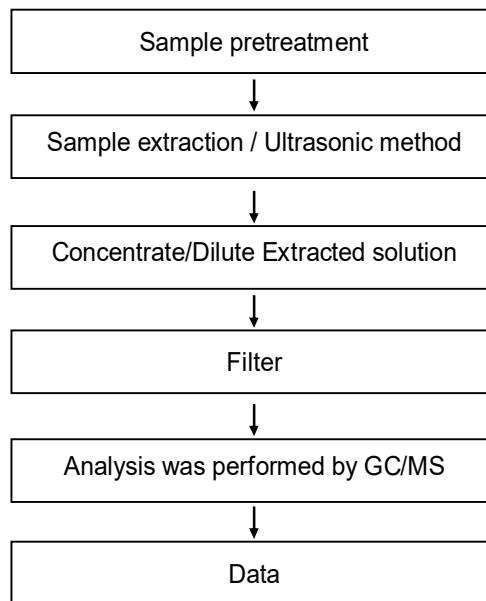 Sample pretreatment
Sample extraction / Ultrasonic method
Concentrate/Dilute Extracted solution
Filter
Analysis was performed by GC/MS
Data